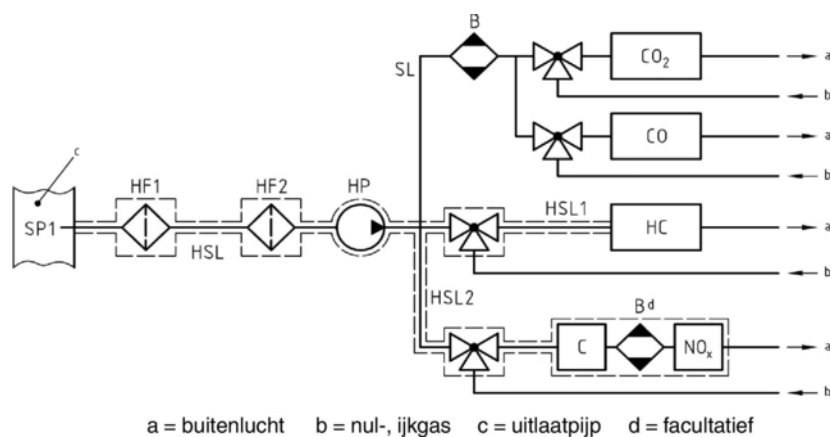 B
SL
CO₂
a
b
CO
a
b
c
HF1
HF2
HP
HSL1
SP1
HSL
HC
a
b
HSL2
Bᵈ
C
NOₓ
a
b
a = buitenlucht b = nul-, ijkgas c = uitlaatpijp d = facultatief